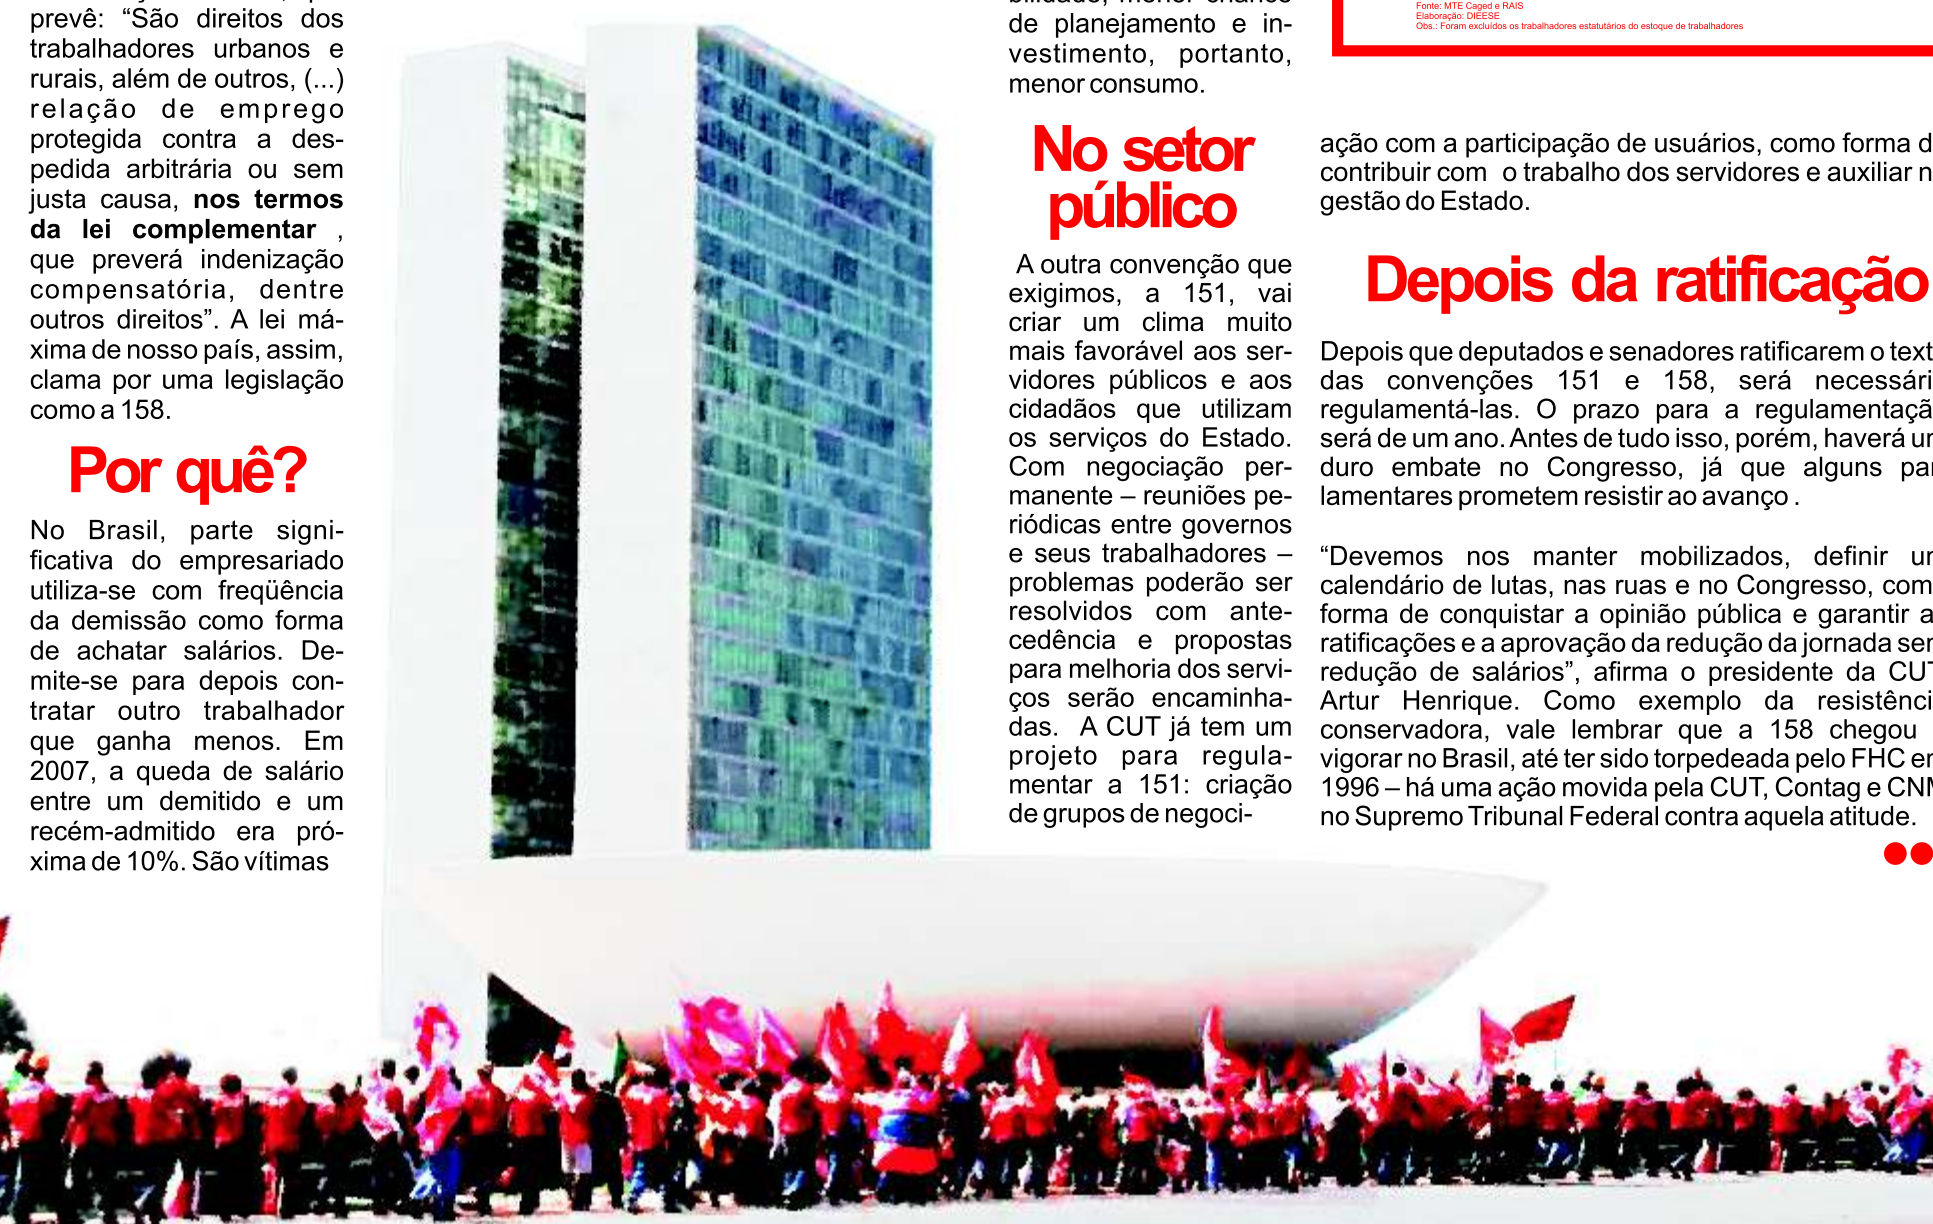 prevê: “São direitos dos
trabalhadores urbanos e
rurais, além de outros, (...)
relação de emprego
protegida contra a des-
pedida arbitrária ou sem
justa causa, nos termos
da lei complementar ,
que preverá indenização
compensatória, dentre
outros direitos”. A lei má-
xima de nosso país, assim,
clama por uma legislação
como a 158.
Por quê?
No Brasil, parte signi-
ficativa do empresariado
utiliza-se com freqüência
da demissão como forma
de achatar salários. De-
mite-se para depois con-
tratar outro trabalhador
que ganha menos. Em
2007, a queda de salário
entre um demitido e um
recém-admitido era pró-
xima de 10%. São vítimas
de planejamento e in-
vestimento, portanto,
menor consumo.
No setor
público
A outra convenção que
exigimos, a 151, vai
criar um clima muito
mais favorável aos ser-
vidores públicos e aos
cidadãos que utilizam
os serviços do Estado.
Com negociação per-
manente – reuniões pe-
riódicas entre governos
e seus trabalhadores –
problemas poderão ser
resolvidos com ante-
cedência e propostas
para melhoria dos servi-
ços serão encaminha-
das. A CUT já tem um
projeto para regula-
mentar a 151: criação
de grupos de negoci-
Fonte: MTE Caged e RAIS
Elaboração: DIEESE
Obs.: Foram excluídos os trabalhadores estatutários do estoque de trabalhadores
ação com a participação de usuários, como forma d
contribuir com o trabalho dos servidores e auxiliar n
gestão do Estado.
Depois da ratificação
Depois que deputados e senadores ratificarem o text
das convenções 151 e 158, será necessári
regulamentá-las. O prazo para a regulamentaçã
será de um ano. Antes de tudo isso, porém, haverá
duro embate no Congresso, já que alguns par
lamentares prometem resistir ao avanço .
“Devemos nos manter mobilizados, definir
calendário de lutas, nas ruas e no Congresso, com
forma de conquistar a opinião pública e garantir a
ratificações e a aprovação da redução da jornada
redução de salários”, afirma o presidente da CUT
Artur Henrique. Como exemplo da resistênci
conservadora, vale lembrar que a 158 chegou
vigorar no Brasil, até ter sido torpedeada pelo FHC
1996 – há uma ação movida pela CUT, Contag e
no Supremo Tribunal Federal contra aquela atitude.